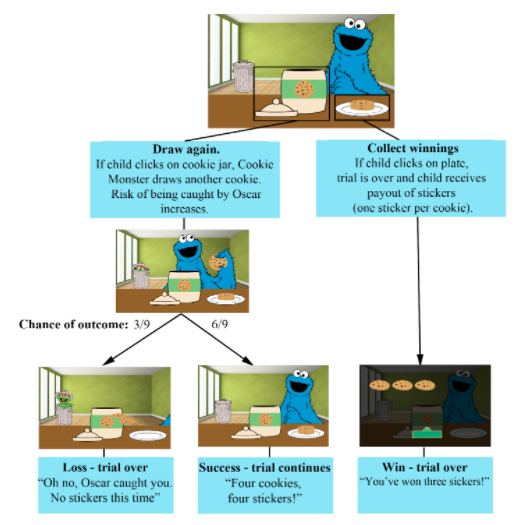 Draw again.
If child clicks on cookie jar, Cookie
Monster draws another cookie.
Risk of being caught by Oscar
increases.
Collect winnings
If child clicks on plate,
trial is over and child receives
payout of stickers
(one sticker per cookie).
Chance of outcome: 3/9
6/9
Loss - trial over
“Oh no, Oscar caught you.
No stickers this time”
Success - trial continues
“Four cookies,
four stickers!”
Win - trial over
“You’ve won three sickers!”